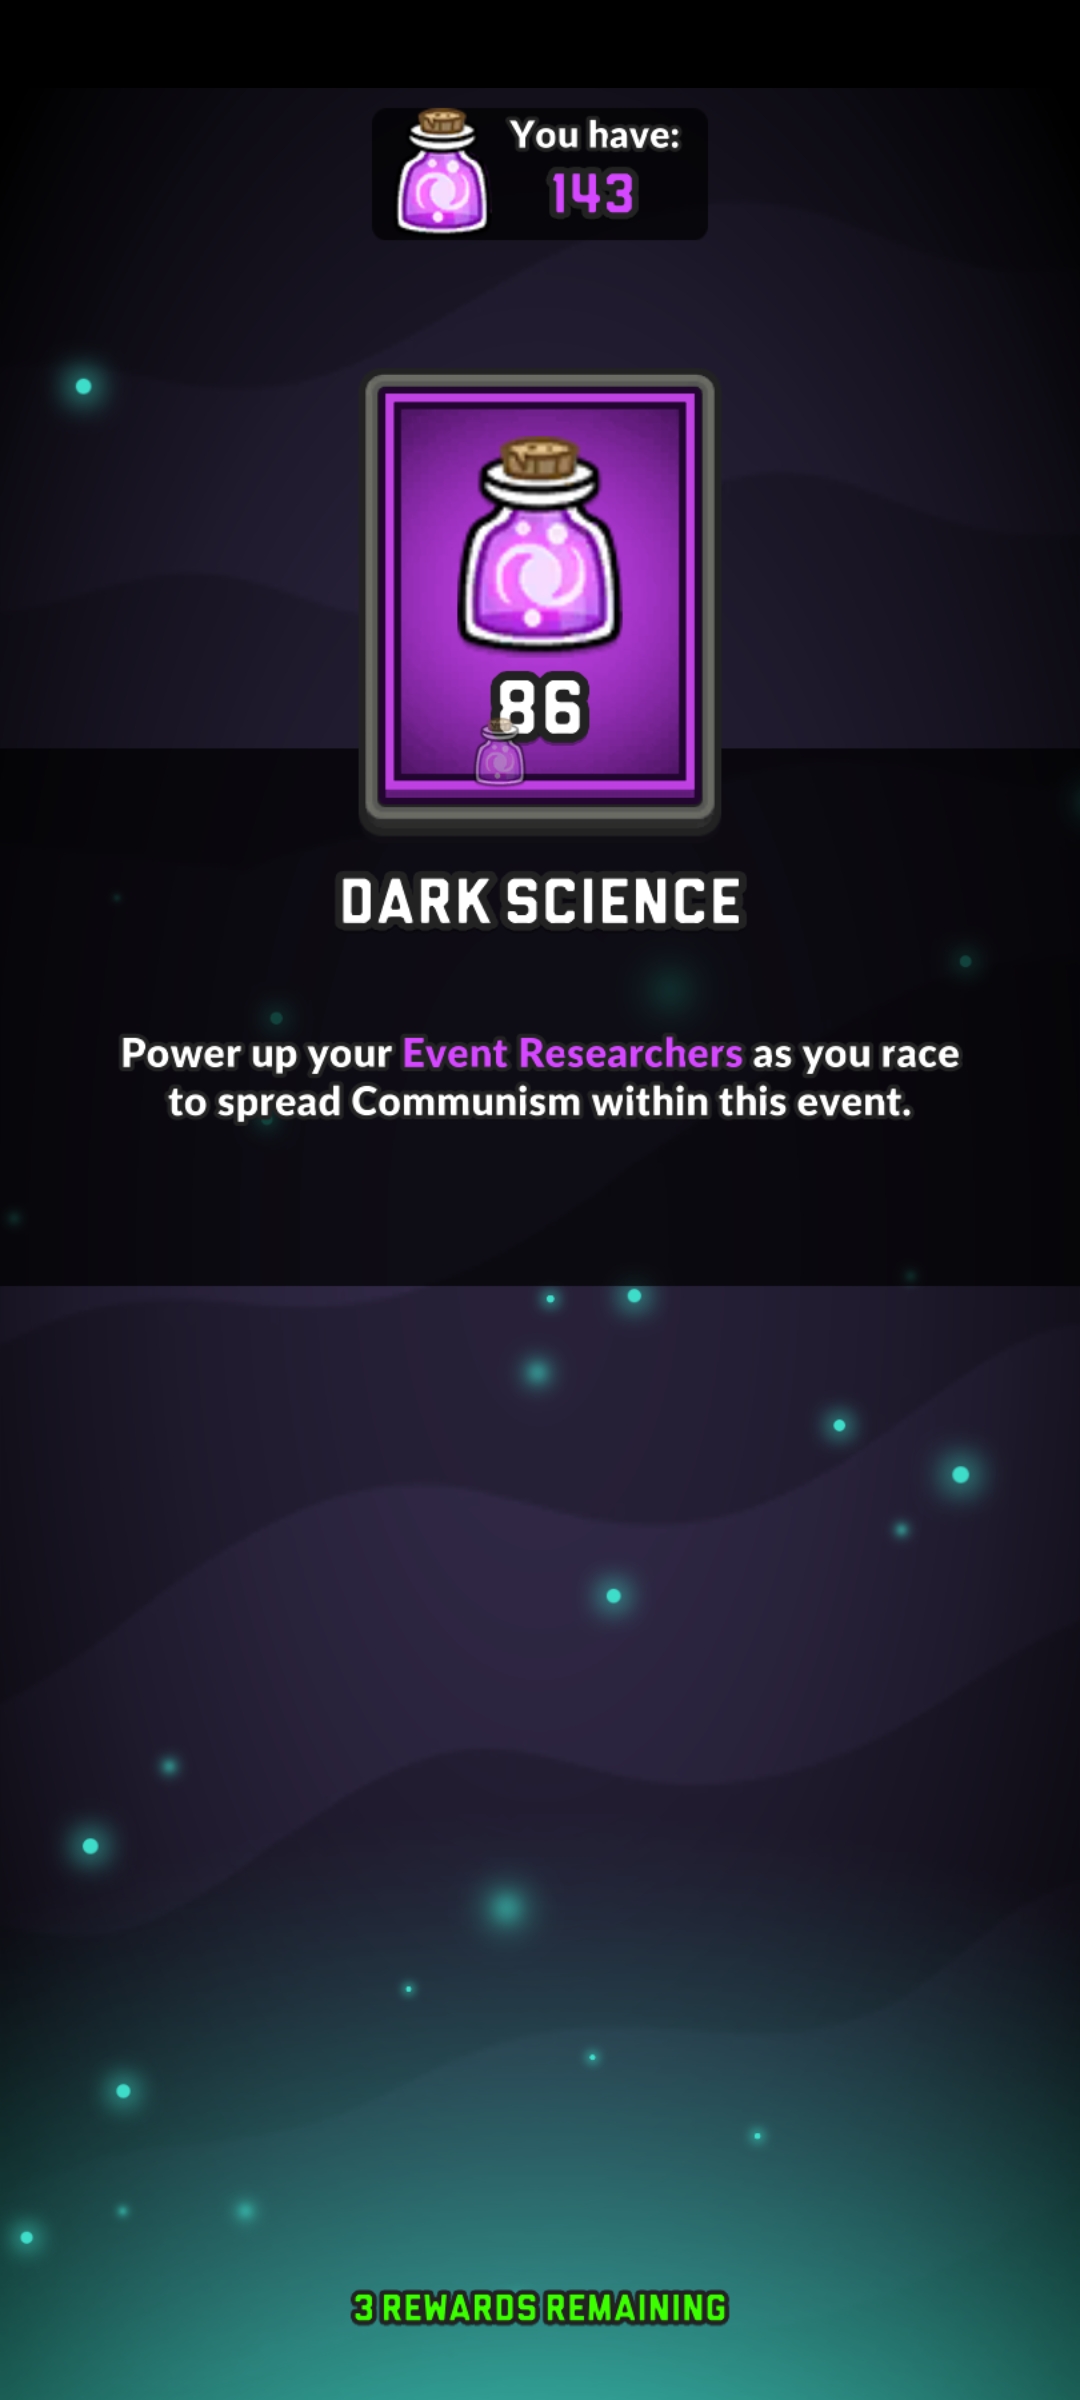 You have:
143
86
DARK SCIENCE
Power up your Event Researchers as you race
to spread Communism within this event.
3 REWARDS REMAINING